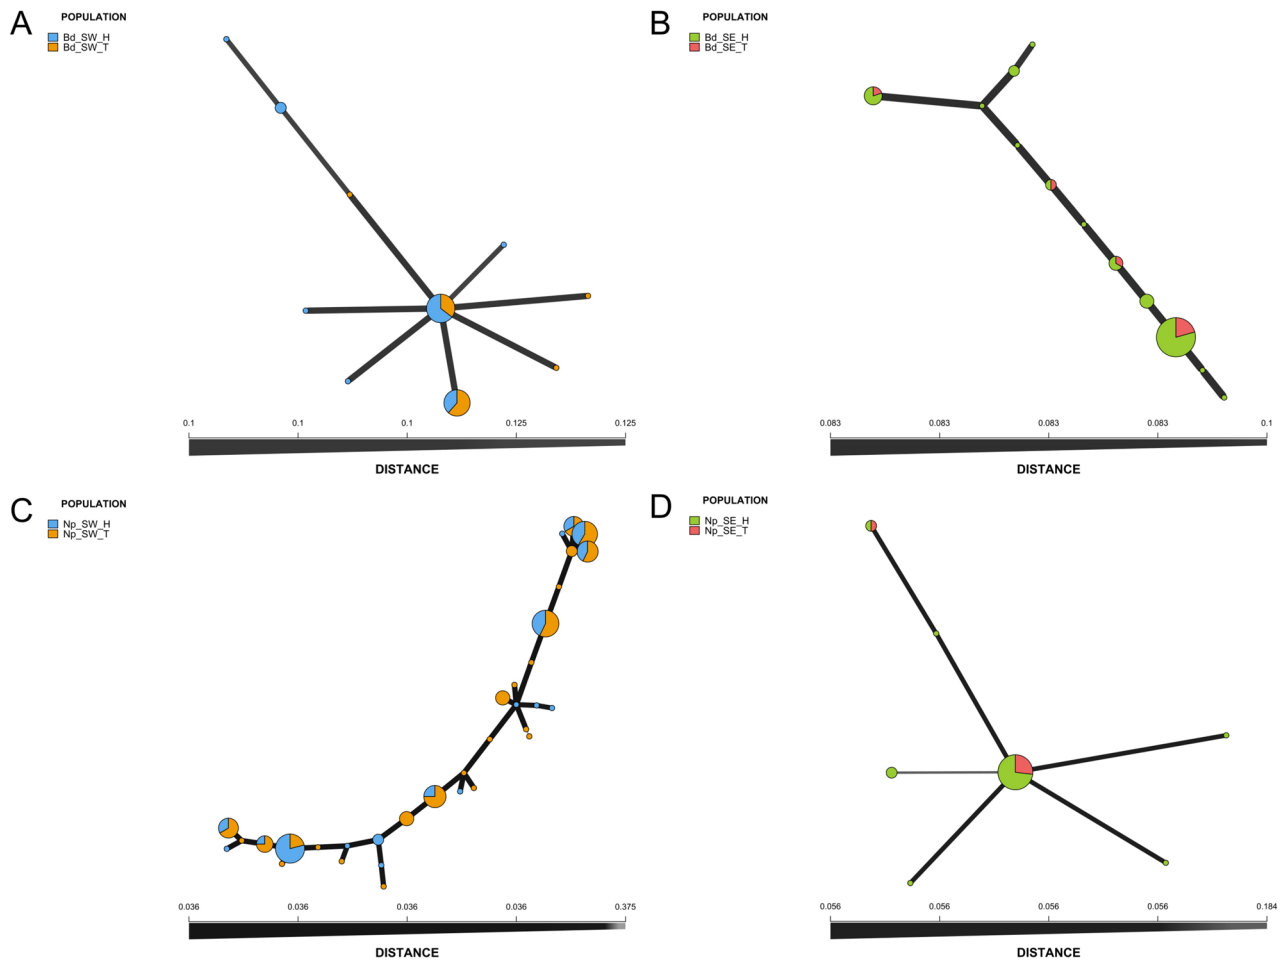 A
POPULATION
Bd_SW_H
Bd_SW_T
0.1 0.1 0.1 0.125 0.125
DISTANCE
B
POPULATION
Bd_SE_H
Bd_SE_T
0.083 0.083 0.083 0.083 0.1
DISTANCE
C
POPULATION
Np_SW_H
Np_SW_T
0.036 0.036 0.036 0.036 0.375
DISTANCE
D
POPULATION
Np_SE_H
Np_SE_T
0.056 0.056 0.056 0.056 0.184
DISTANCE